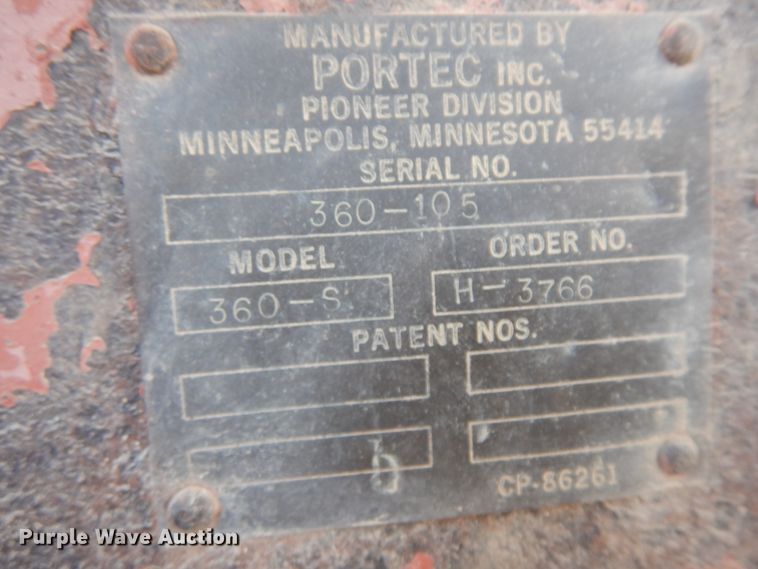 MANUFACTURED BY
PORTEC INC.
PIONEER DIVISION
MINNEAPOLIS, MINNESOTA 55414
SERIAL NO.
360-105
MODEL ORDER NO.
360-S H-3766
PATENT NOS.
CP-86261
Purple Wave Auction